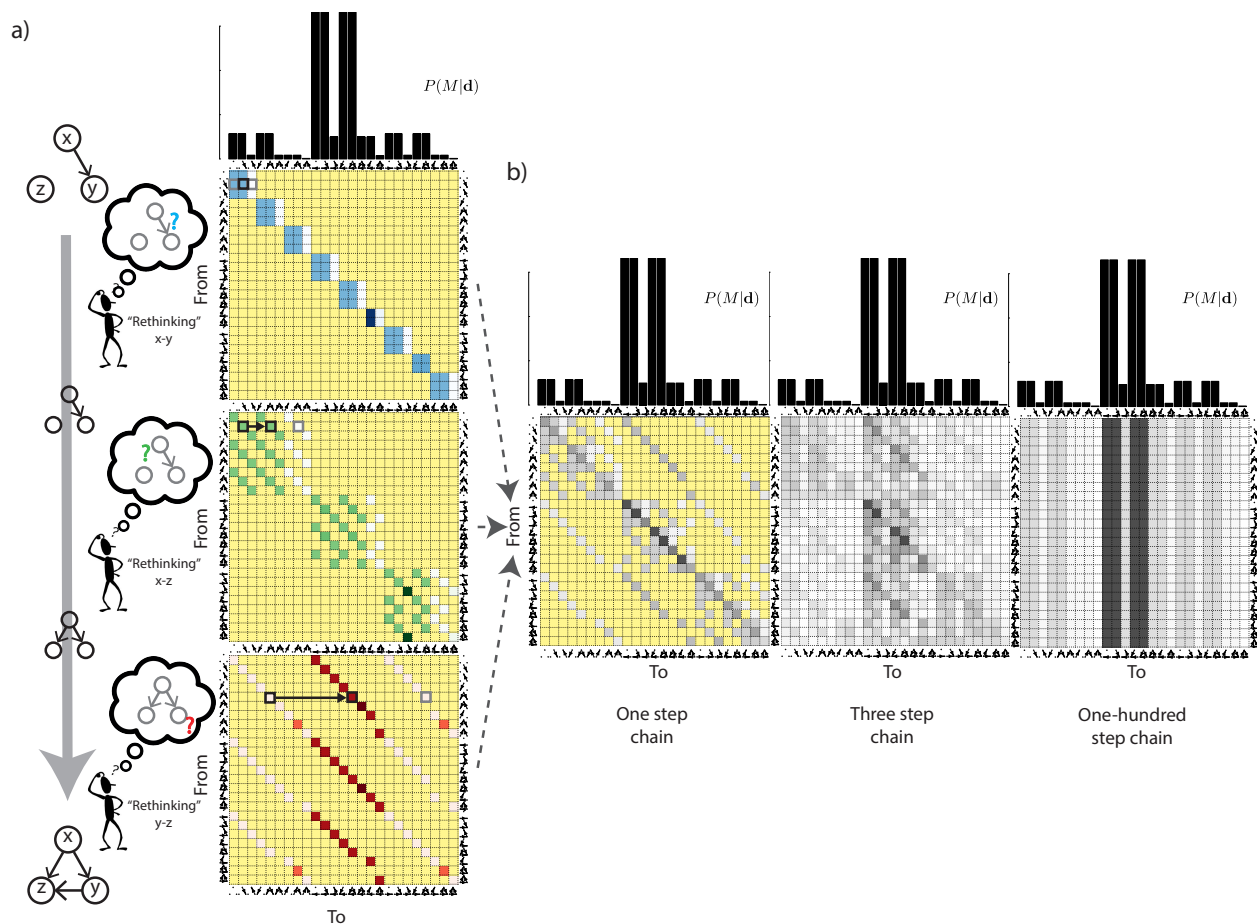 a)
P(M|d)
x
z
y
?
From
"Rethinking"
x-y
?
From
"Rethinking"
x-z
?
From
"Rethinking"
y-z
x
z
y
To
b)
P(M|d)
P(M|d)
P(M|d)
From
To
To
To
One step
chain
Three step
chain
One-hundred
step chain